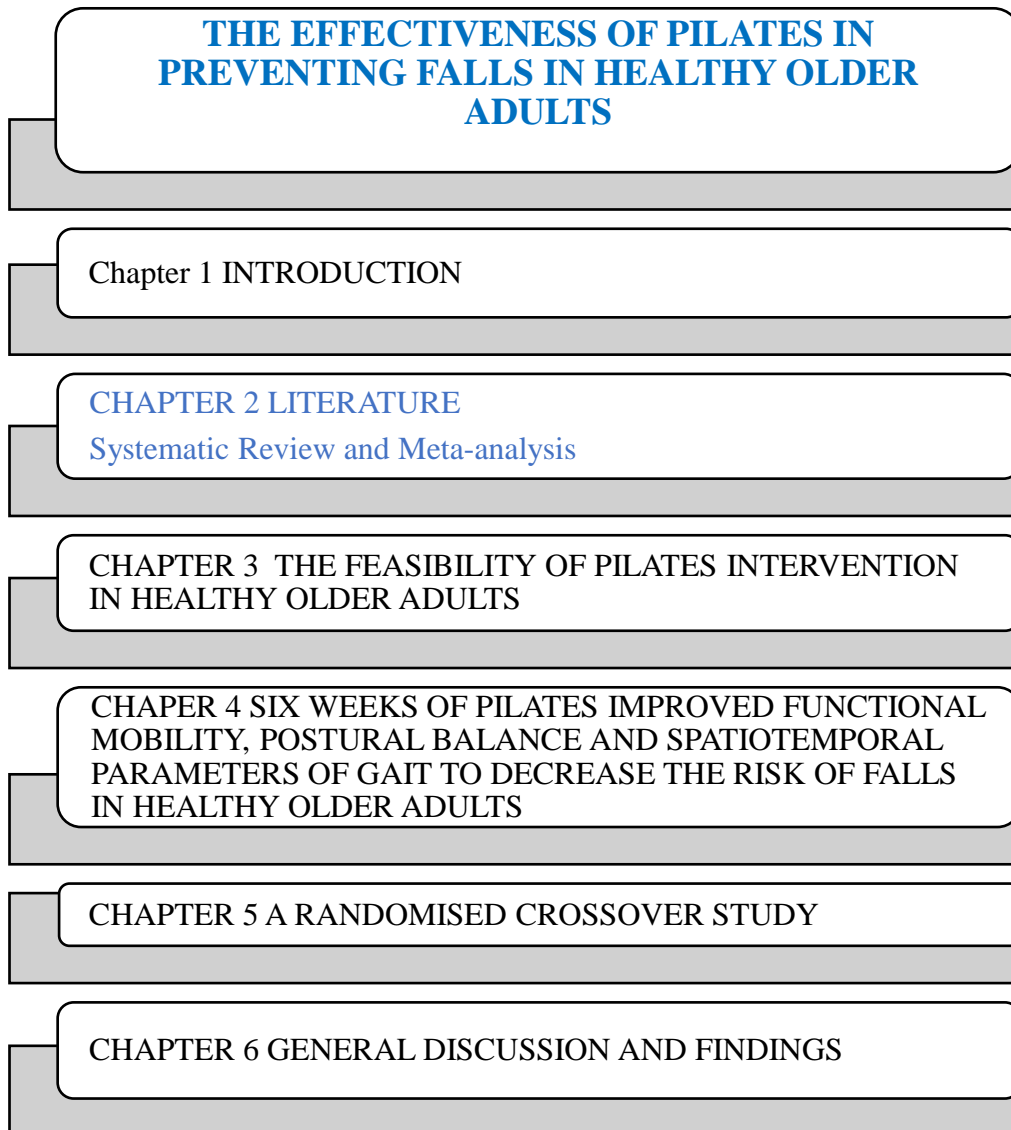 THE EFFECTIVENESS OF PILATES IN
PREVENTING FALLS IN HEALTHY OLDER
ADULTS
Chapter 1 INTRODUCTION
CHAPTER 2 LITERATURE
Systematic Review and Meta-analysis
CHAPTER 3 THE FEASIBILITY OF PILATES INTERVENTION
IN HEALTHY OLDER ADULTS
CHAPER 4 SIX WEEKS OF PILATES IMPROVED FUNCTIONAL
MOBILITY, POSTURAL BALANCE AND SPATIOTEMPORAL
PARAMETERS OF GAIT TO DECREASE THE RISK OF FALLS
IN HEALTHY OLDER ADULTS
CHAPTER 5 A RANDOMISED CROSSOVER STUDY
CHAPTER 6 GENERAL DISCUSSION AND FINDINGS